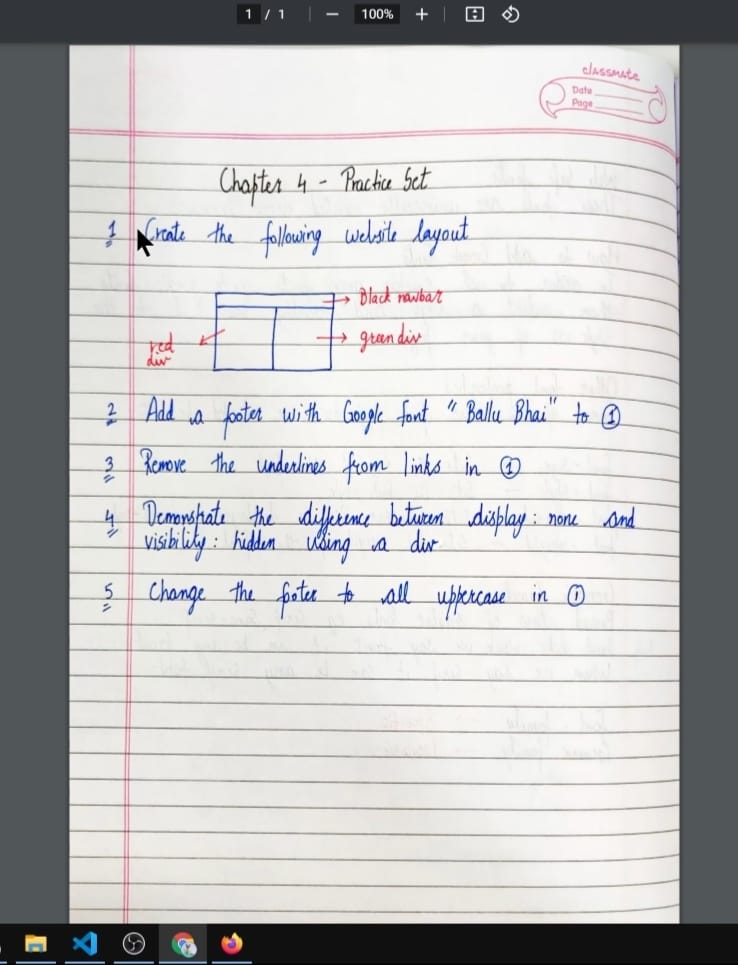 1 / 1
100%
classmate
Date
Page
Chapter 4 - Practice Set
1 Create the following website layout
Black navbar
green div
red
div
2 Add a footer with Google font "Ballu Bhai" to ①
3 Remove the underlines from links in ①
4 Demonstrate the difference between display: none and
visibility: hidden using a div
5 Change the footer to all uppercase in ①